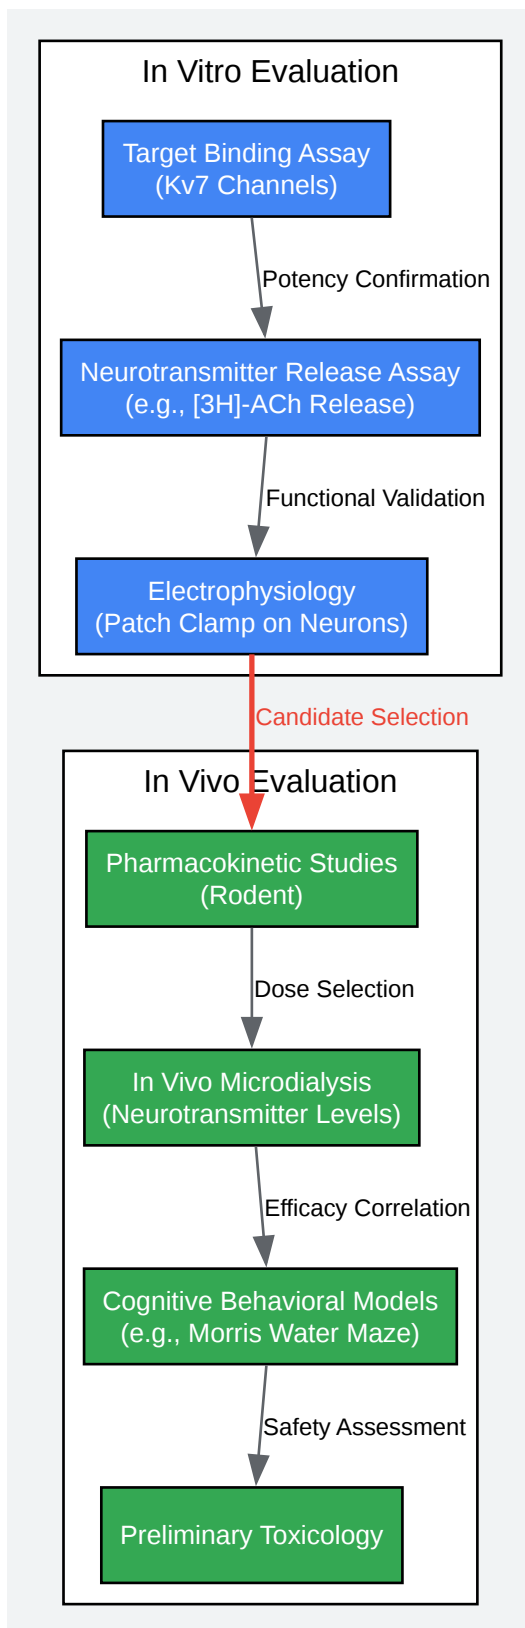 In Vitro Evaluation
Target Binding Assay
(Kv7 Channels)
Potency Confirmation
Neurotransmitter Release Assay
(e.g., [3H]-ACh Release)
Functional Validation
Electrophysiology
(Patch Clamp on Neurons)
Candidate Selection
In Vivo Evaluation
Pharmacokinetic Studies
(Rodent)
Dose Selection
In Vivo Microdialysis
(Neurotransmitter Levels)
Efficacy Correlation
Cognitive Behavioral Models
(e.g., Morris Water Maze)
Safety Assessment
Preliminary Toxicology